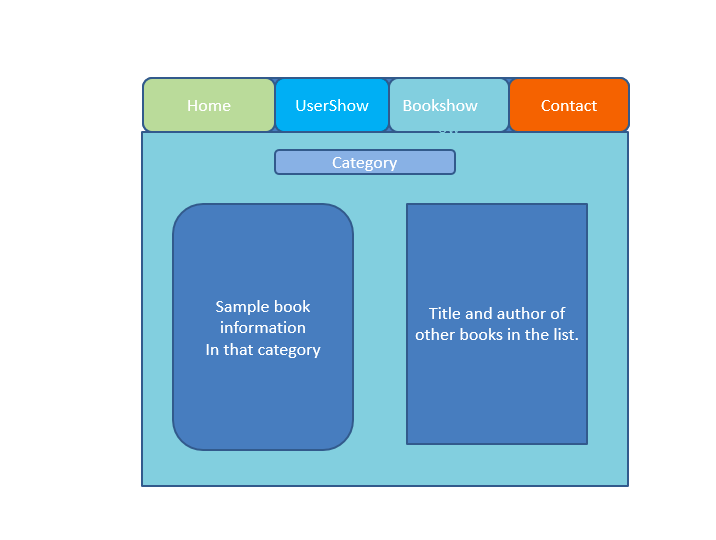 Home
UserShow
Bookshow
Contact
Category
Sample book
information
In that category
Title and author of
other books in the list.